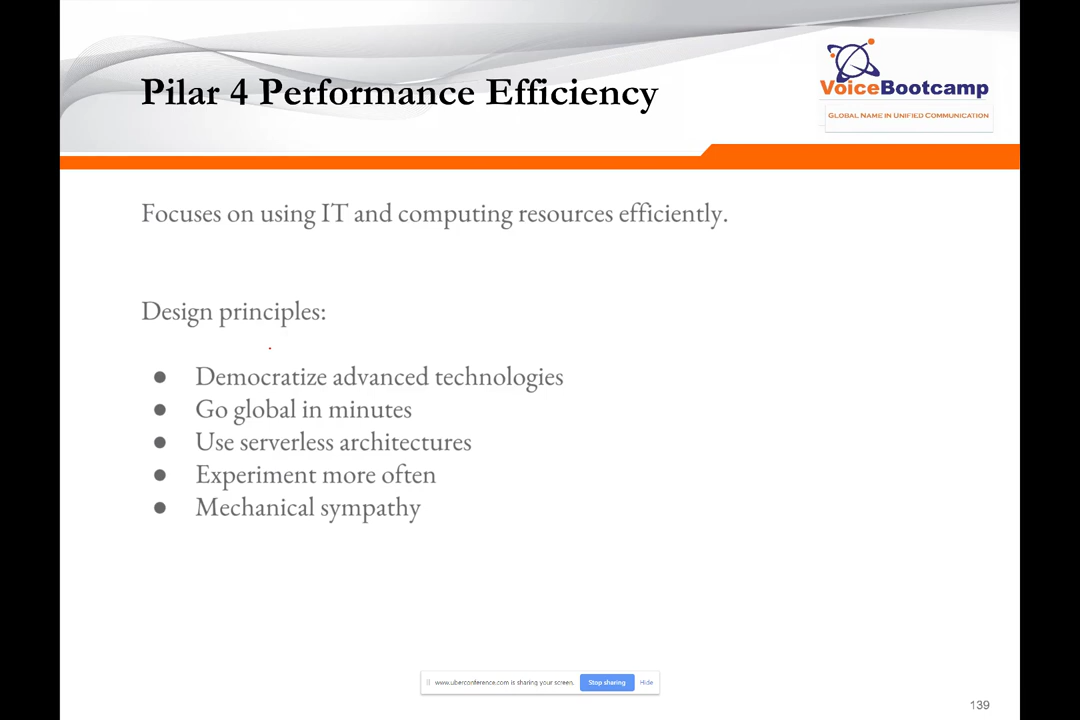 Pilar 4 Performance Efficiency
VoiceBootcamp
GLOBAL NAME IN UNIFIED COMMUNICATION
Focuses on using IT and computing resources efficiently.
Design principles:
● Democratize advanced technologies
● Go global in minutes
● Use serverless architectures
● Experiment more often
● Mechanical sympathy
www.uberconference.com is sharing your screen. Stop sharing Hide
139